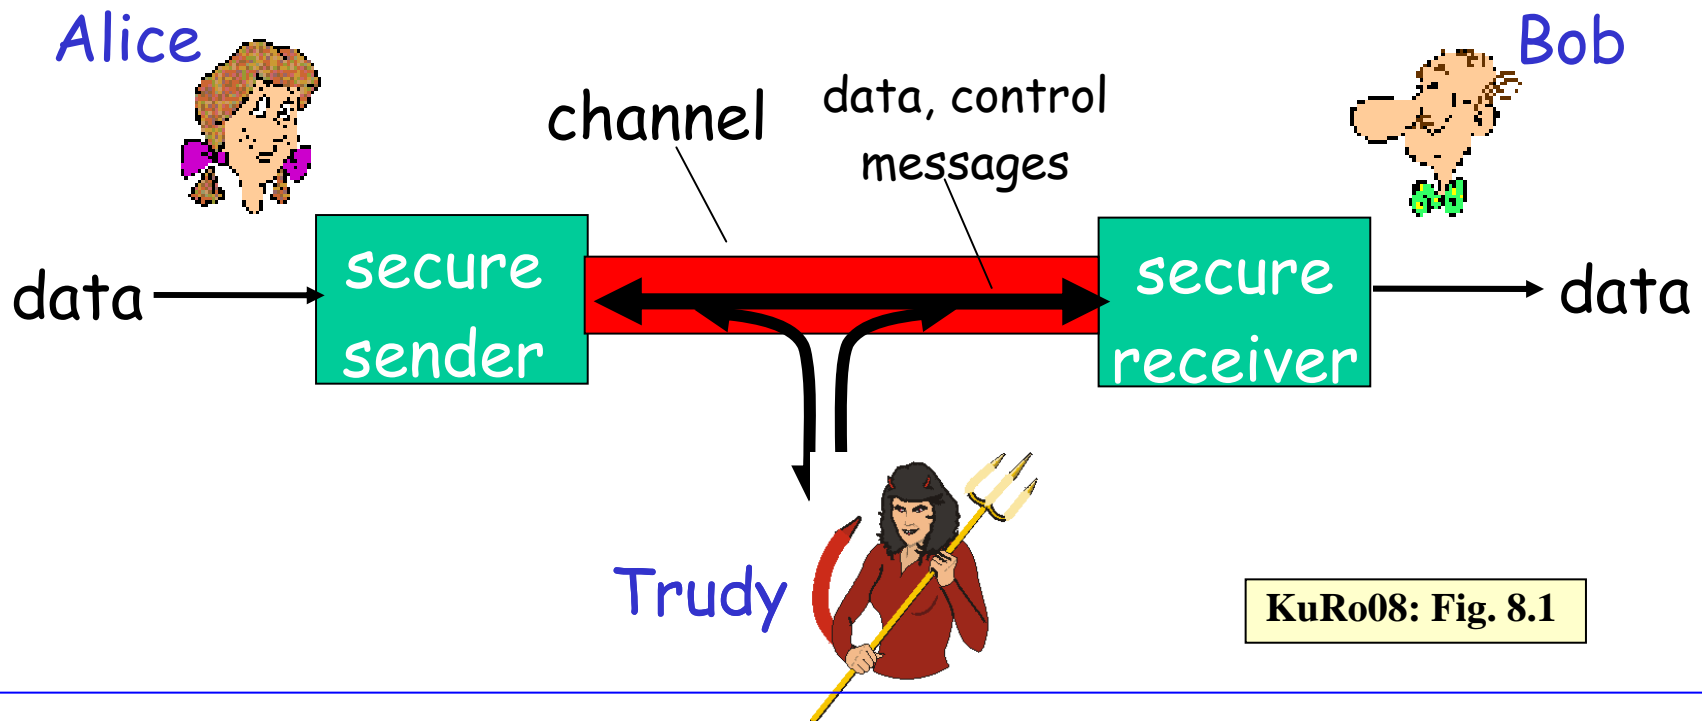 Alice
Bob
channel
data, control
messages
data
secure
sender
secure
receiver
data
Trudy
KuRo08: Fig. 8.1